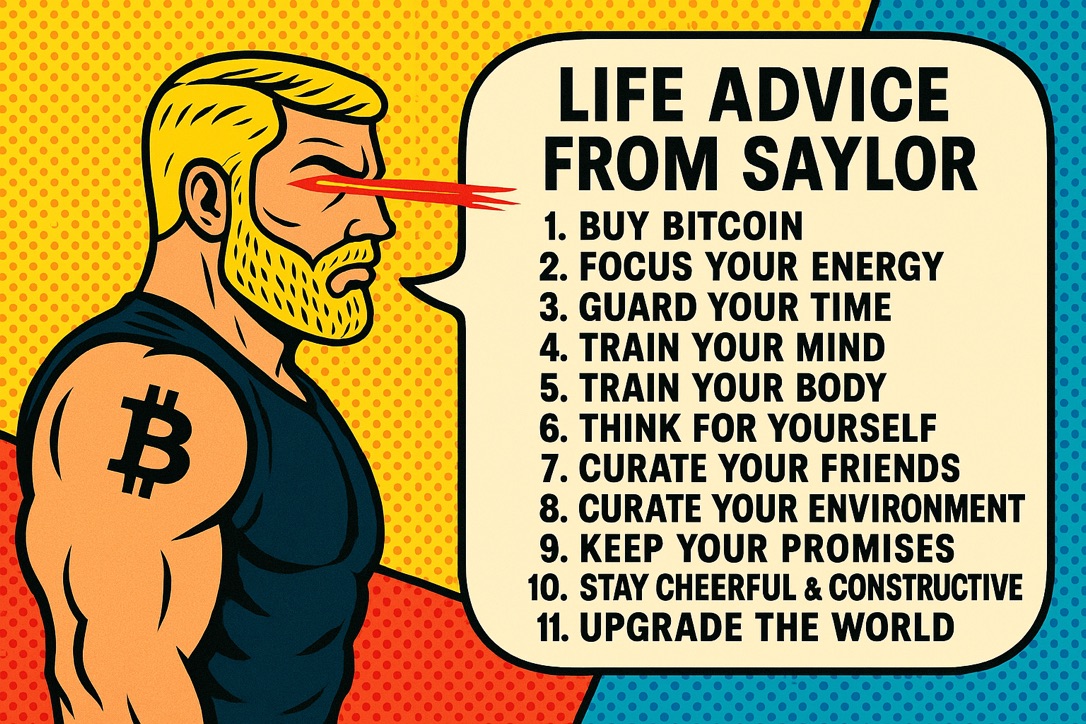 LIFE ADVICE
FROM SAYLOR
1. BUY BITCOIN
2. FOCUS YOUR ENERGY
3. GUARD YOUR TIME
4. TRAIN YOUR MIND
5. TRAIN YOUR BODY
6. THINK FOR YOURSELF
7. CURATE YOUR FRIENDS
8. CURATE YOUR ENVIRONMENT
9. KEEP YOUR PROMISES
10. STAY CHEERFUL & CONSTRUCTIVE
11. UPGRADE THE WORLD
₿